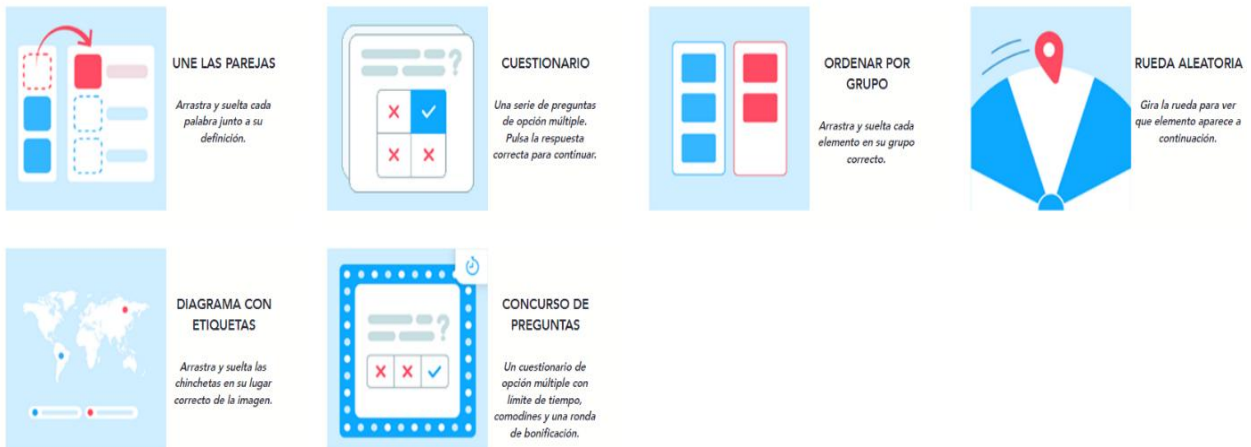 UNE LAS PAREJAS
Arrastra y suelta cada
palabra junto a su
definición.
CUESTIONARIO
Una serie de preguntas
de opción múltiple.
Pulsa la respuesta
correcta para continuar.
ORDENAR POR
GRUPO
Arrastra y suelta cada
elemento en su grupo
correcto.
RUEDA ALEATORIA
Gira la rueda para ver
que elemento aparece a
continuación.
DIAGRAMA CON
ETIQUETAS
Arrastra y suelta las
chinchetas en su lugar
correcto de la imagen.
CONCURSO DE
PREGUNTAS
Un cuestionario de
opción múltiple con
límite de tiempo,
comodines y una ronda
de bonificación.